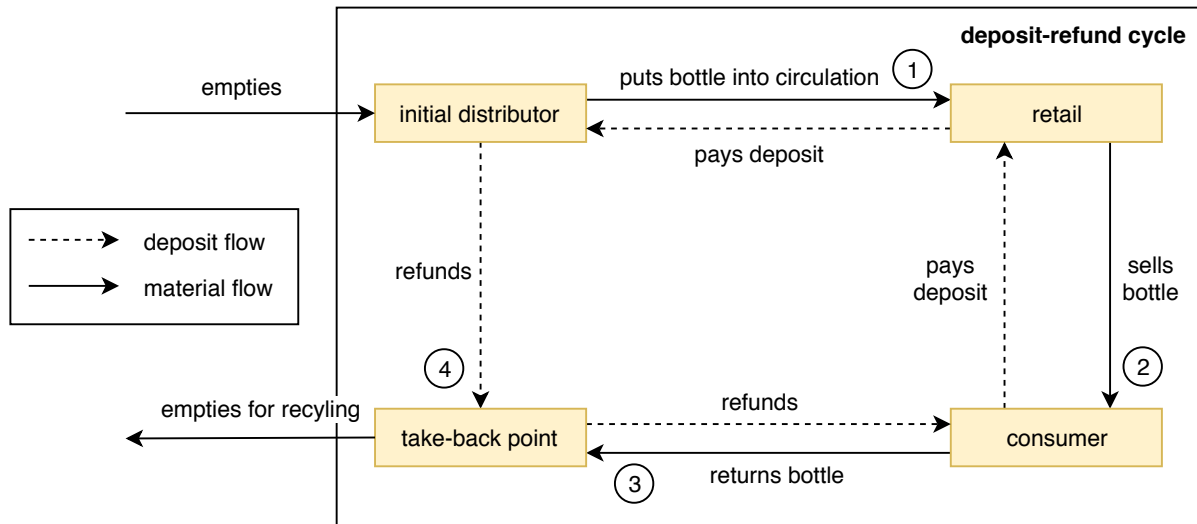 deposit-refund cycle
empties
puts bottle into circulation
1
initial distributor
retail
pays deposit
deposit flow
material flow
refunds
pays
deposit
sells
bottle
4
2
empties for recyling
refunds
take-back point
consumer
3
returns bottle